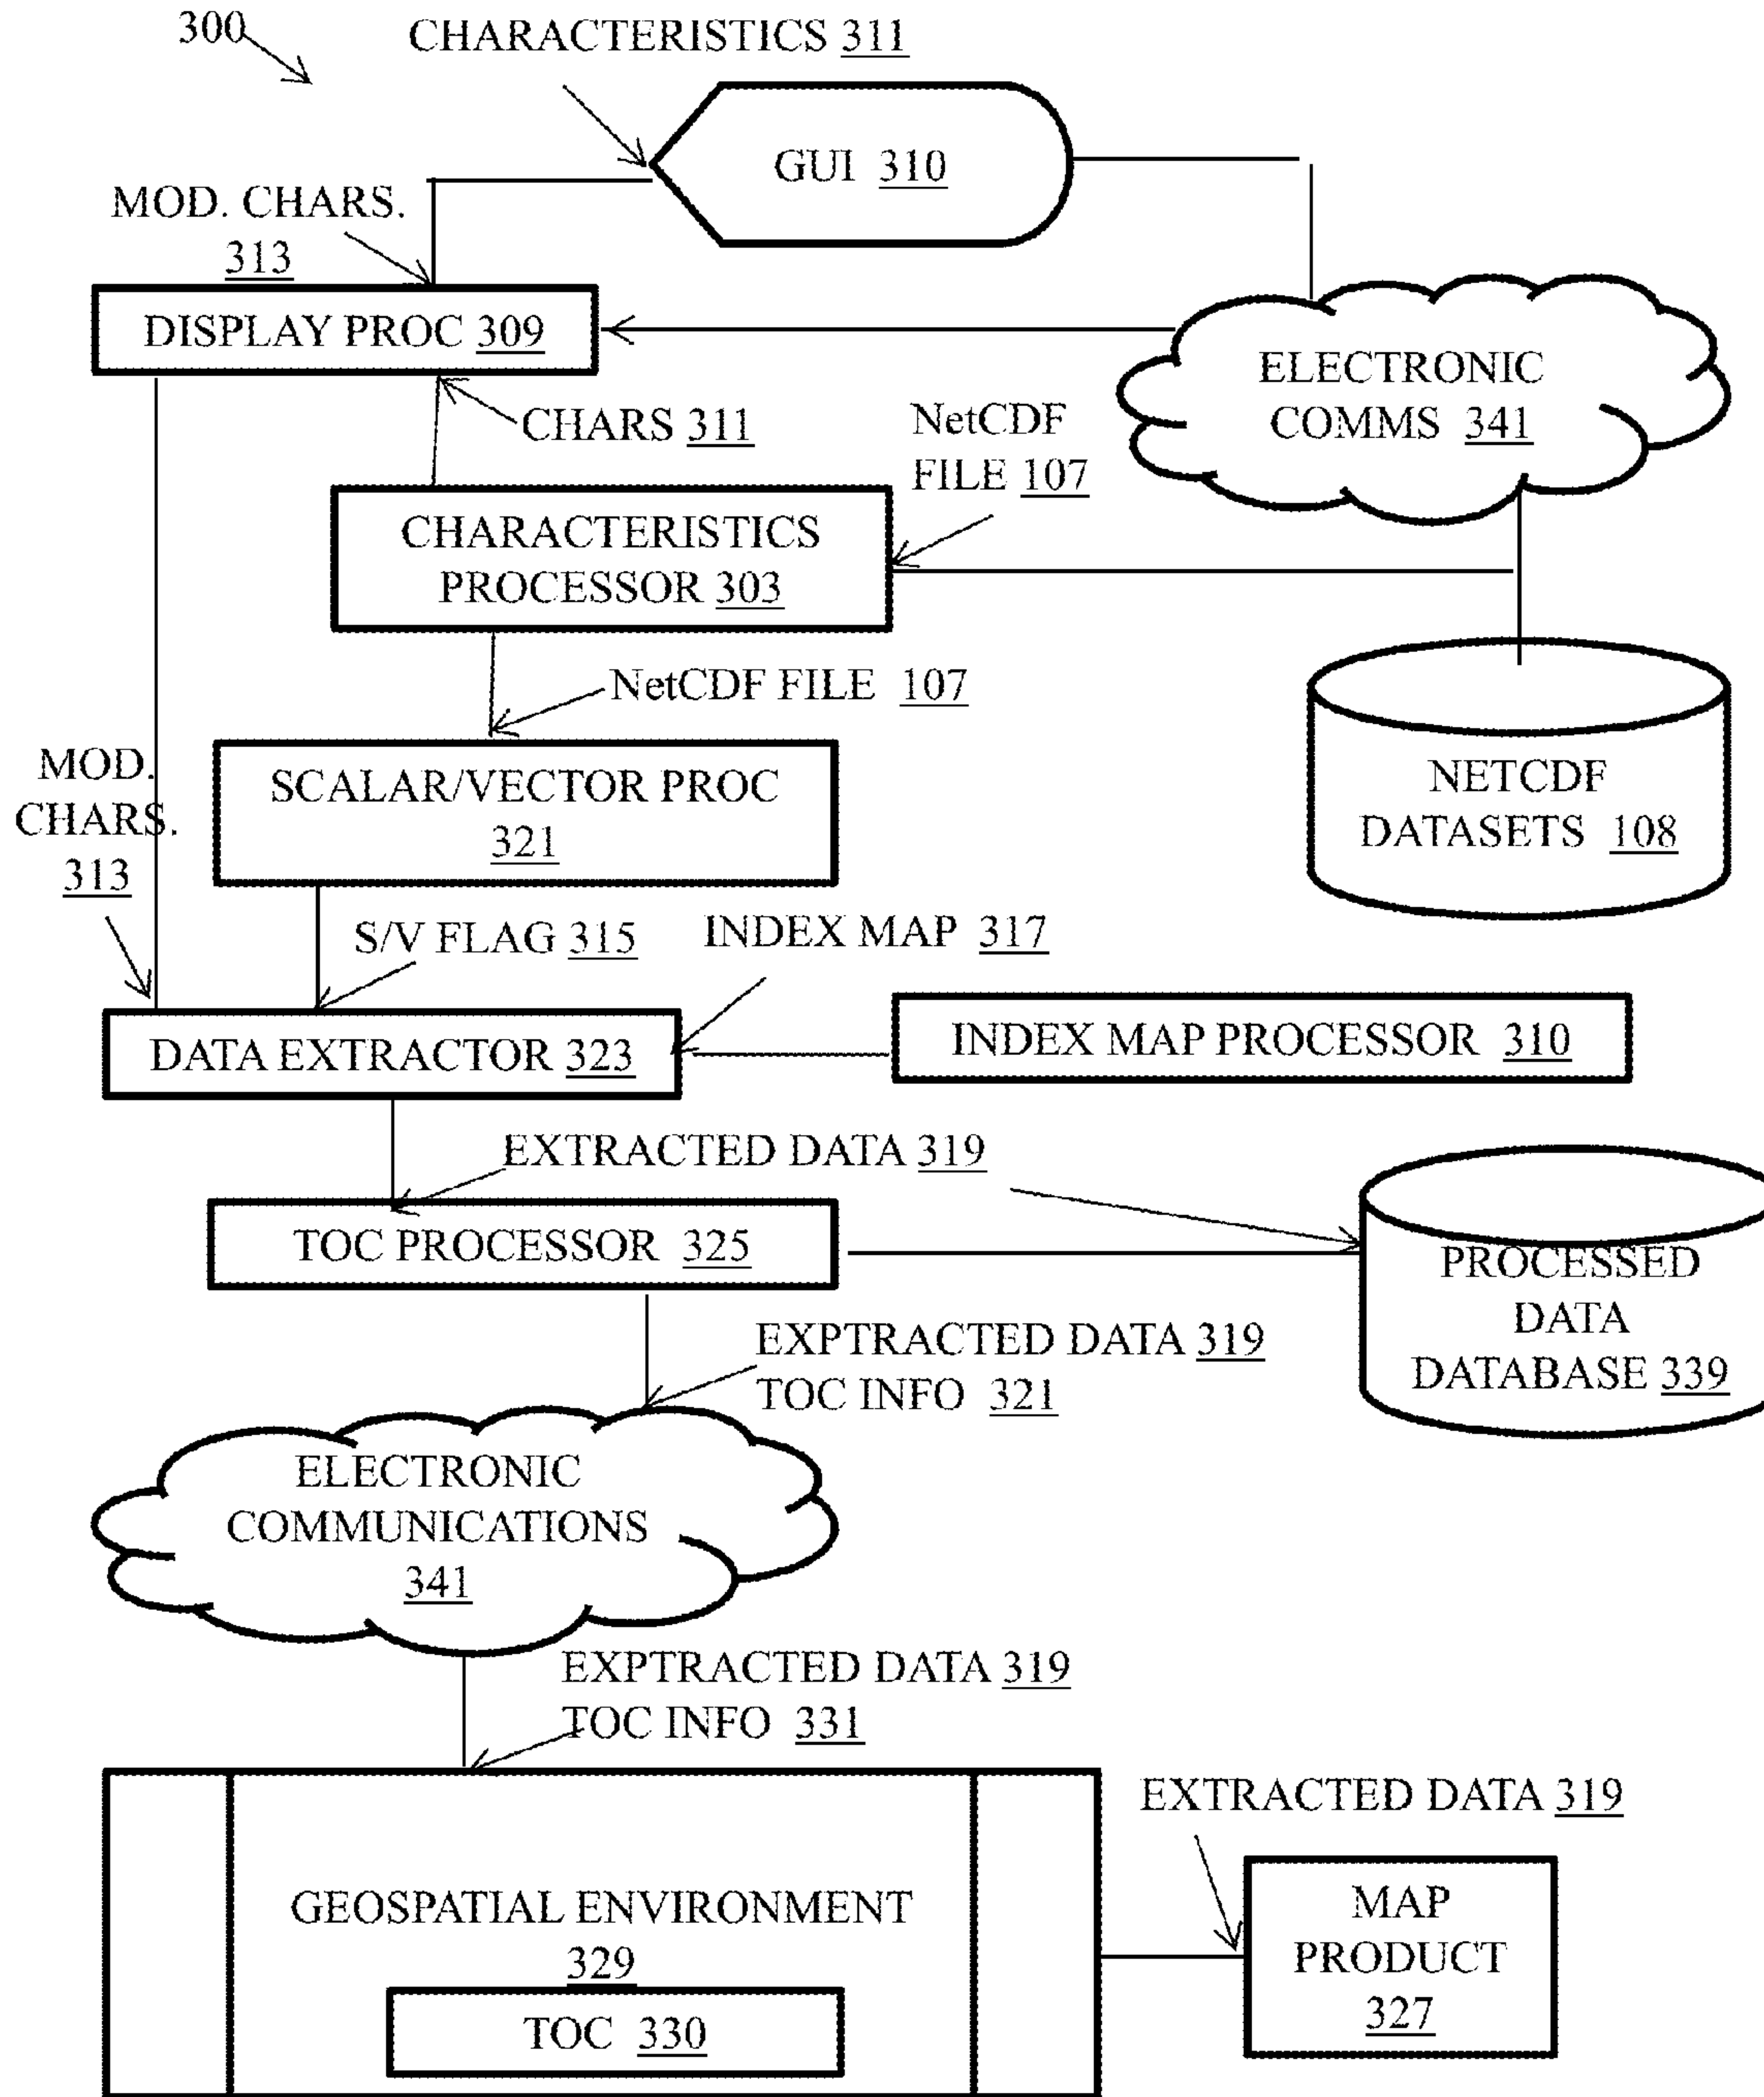 300
CHARACTERISTICS 311
GUI 310
MOD. CHARS.
313
DISPLAY PROC 309
ELECTRONIC
COMMS 341
CHARS 311
NetCDF
FILE 107
CHARACTERISTICS
PROCESSOR 303
NetCDF FILE 107
NETCDF
DATASETS 108
MOD.
CHARS.
313
SCALAR/VECTOR PROC
321
S/V FLAG 315
INDEX MAP 317
DATA EXTRACTOR 323
INDEX MAP PROCESSOR 310
EXTRACTED DATA 319
TOC PROCESSOR 325
PROCESSED
DATA
DATABASE 339
EXPTRACTED DATA 319
TOC INFO 321
ELECTRONIC
COMMUNICATIONS
341
EXPTRACTED DATA 319
TOC INFO 331
EXTRACTED DATA 319
GEOSPATIAL ENVIRONMENT
329
TOC 330
MAP
PRODUCT
327